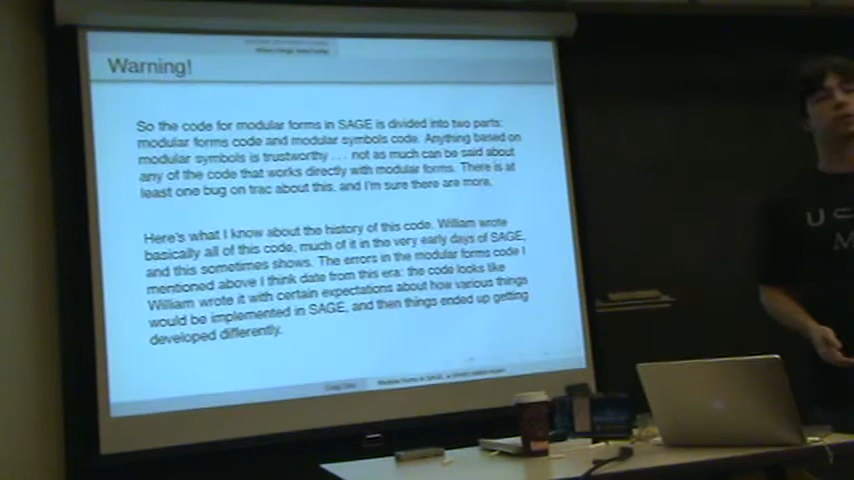 Warning!
So the code for modular forms in SAGE is divided into two parts:
modular forms code and modular symbols code. Anything based on
modular symbols is trustworthy ... not as much can be said about
any of the code that works directly with modular forms. There is at
least one bug on trac about this, and I'm sure there are more.
Here's what I know about the history of this code. William wrote
basically all of this code, much of it in the very early days of SAGE,
and this sometimes shows. The errors in the modular forms code I
mentioned above I think date from this era: the code looks like
William wrote it with certain expectations about how various things
would be implemented in SAGE, and then things ended up getting
developed differently.